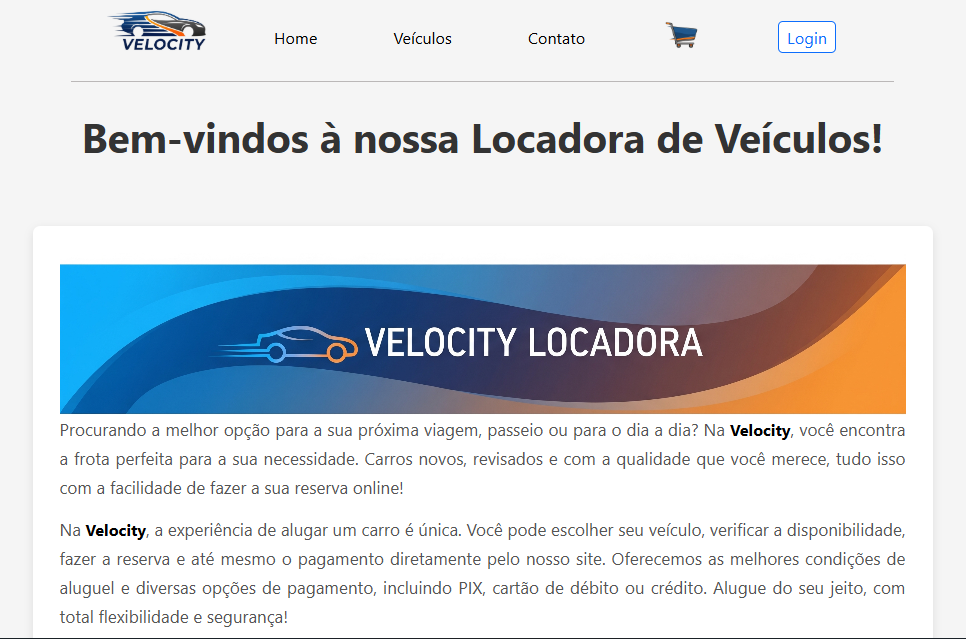 VELOCITY
Home
Veículos
Contato
Login
Bem-vindos à nossa Locadora de Veículos!
VELOCITY LOCADORA
Procurando a melhor opção para a sua próxima viagem, passeio ou para o dia a dia? Na Velocity, você encontra
a frota perfeita para a sua necessidade. Carros novos, revisados e com a qualidade que você merece, tudo isso
com a facilidade de fazer a sua reserva online!
Na Velocity, a experiência de alugar um carro é única. Você pode escolher seu veículo, verificar a disponibilidade,
fazer a reserva e até mesmo o pagamento diretamente pelo nosso site. Oferecemos as melhores condições de
aluguel e diversas opções de pagamento, incluindo PIX, cartão de débito ou crédito. Alugue do seu jeito, com
total flexibilidade e segurança!